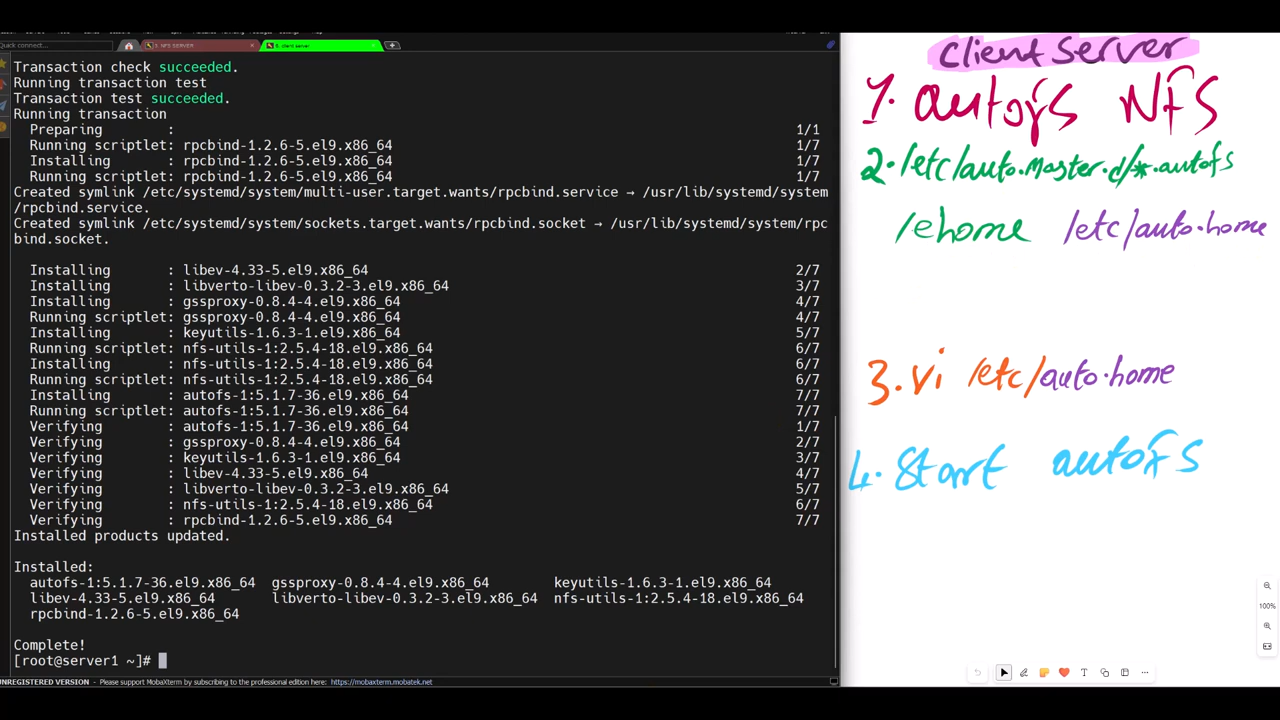 Quick connect...
3. NFS SERVER
5. client server
Transaction check succeeded.
Running transaction test
Transaction test succeeded.
Running transaction
Preparing : 1/1
Running scriptlet: rpcbind-1.2.6-5.el9.x86_64 1/7
Installing : rpcbind-1.2.6-5.el9.x86_64 1/7
Running scriptlet: rpcbind-1.2.6-5.el9.x86_64 1/7
Created symlink /etc/systemd/system/multi-user.target.wants/rpcbind.service → /usr/lib/systemd/system
/rpcbind.service.
Created symlink /etc/systemd/system/sockets.target.wants/rpcbind.socket → /usr/lib/systemd/system/rpc
bind.socket.
Installing : libev-4.33-5.el9.x86_64 2/7
Installing : libverto-libev-0.3.2-3.el9.x86_64 3/7
Installing : gssproxy-0.8.4-4.el9.x86_64 4/7
Running scriptlet: gssproxy-0.8.4-4.el9.x86_64 4/7
Installing : keyutils-1.6.3-1.el9.x86_64 5/7
Running scriptlet: nfs-utils-1:2.5.4-18.el9.x86_64 6/7
Installing : nfs-utils-1:2.5.4-18.el9.x86_64 6/7
Running scriptlet: nfs-utils-1:2.5.4-18.el9.x86_64 6/7
Installing : autofs-1:5.1.7-36.el9.x86_64 7/7
Running scriptlet: autofs-1:5.1.7-36.el9.x86_64 7/7
Verifying : autofs-1:5.1.7-36.el9.x86_64 1/7
Verifying : gssproxy-0.8.4-4.el9.x86_64 2/7
Verifying : keyutils-1.6.3-1.el9.x86_64 3/7
Verifying : libev-4.33-5.el9.x86_64 4/7
Verifying : libverto-libev-0.3.2-3.el9.x86_64 5/7
Verifying : nfs-utils-1:2.5.4-18.el9.x86_64 6/7
Verifying : rpcbind-1.2.6-5.el9.x86_64 7/7
Installed products updated.
Installed:
autofs-1:5.1.7-36.el9.x86_64 gssproxy-0.8.4-4.el9.x86_64 keyutils-1.6.3-1.el9.x86_64
libev-4.33-5.el9.x86_64 libverto-libev-0.3.2-3.el9.x86_64 nfs-utils-1:2.5.4-18.el9.x86_64
rpcbind-1.2.6-5.el9.x86_64
Complete!
[root@server1 ~]#
UNREGISTERED VERSION - Please support MobaXterm by subscribing to the professional edition here: https://mobaxterm.mobatek.net
client server
1. autofs NFS
2. /etc/auto.master.d/*.autofs
/ehome /etc/auto.home
3. vi /etc/auto.home
4. Start autofs
100%